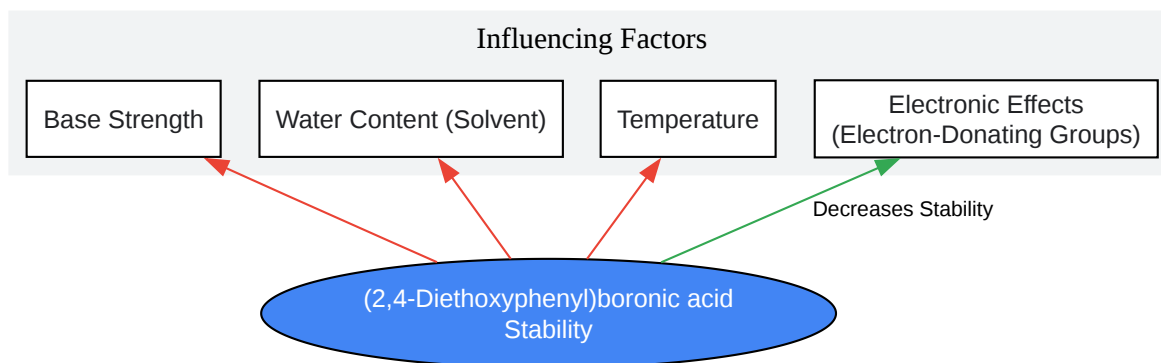 Influencing Factors
Base Strength
Water Content (Solvent)
Temperature
Electronic Effects
(Electron-Donating Groups)
Decreases Stability
(2,4-Diethoxyphenyl)boronic acid
Stability